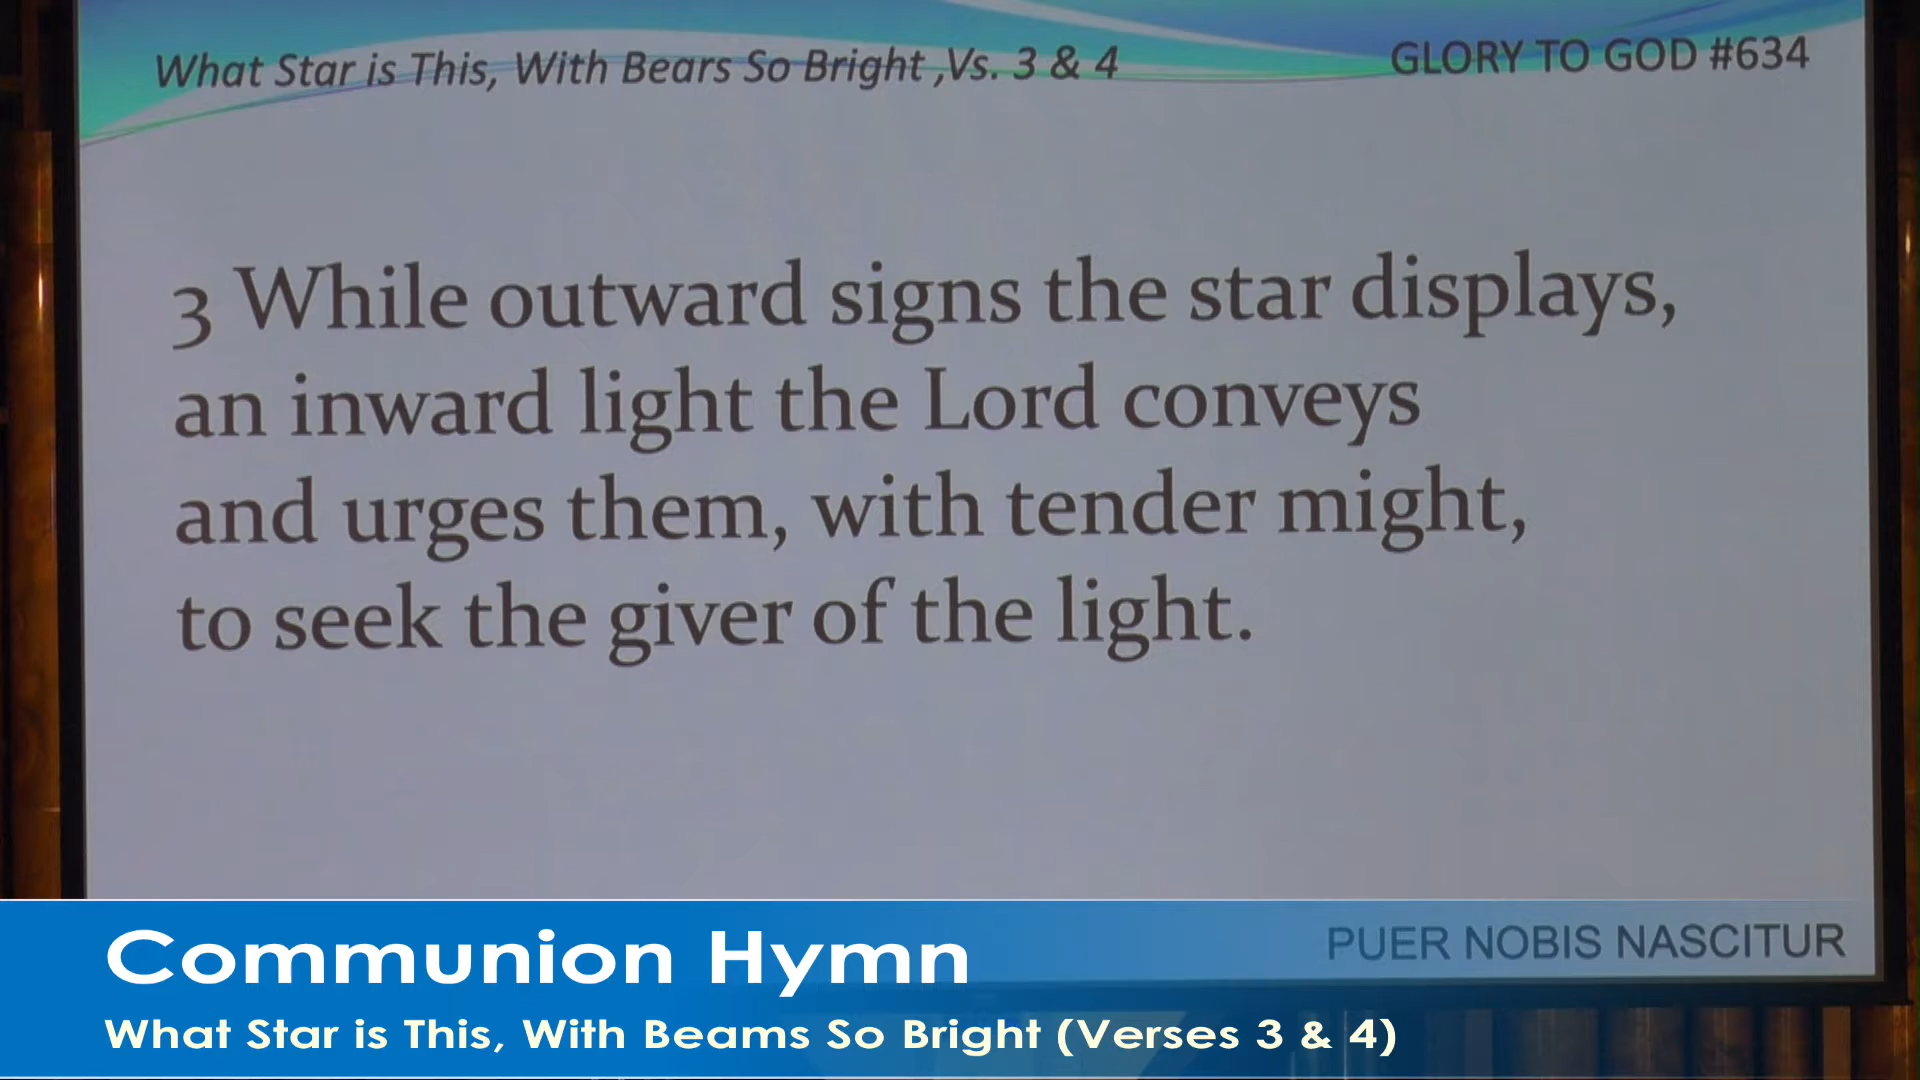 What Star is This, With Bears So Bright ,Vs. 3 & 4
GLORY TO GOD #634
3 While outward signs the star displays,
an inward light the Lord conveys
and urges them, with tender might,
to seek the giver of the light.
PUER NOBIS NASCITUR
Communion Hymn
What Star is This, With Beams So Bright (Verses 3 & 4)